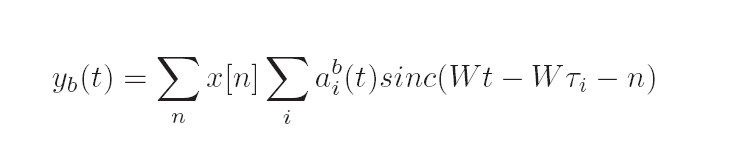 $y_b(t) = \sum_n x[n] \sum_i a_i^b(t) sinc(Wt - W\tau_i - n)$